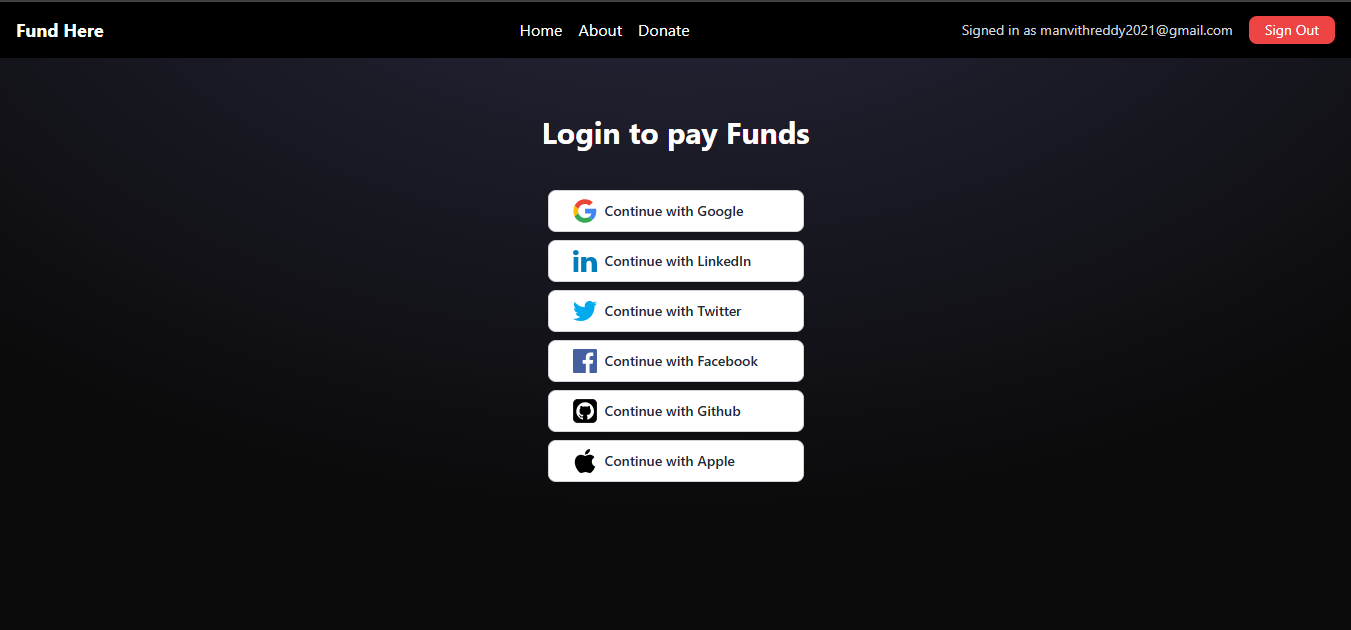 Fund Here
Home About Donate
Signed in as manvithreddy2021@gmail.com
Sign Out
Login to pay Funds
Continue with Google
in Continue with LinkedIn
Continue with Twitter
Continue with Facebook
Continue with Github
Continue with Apple